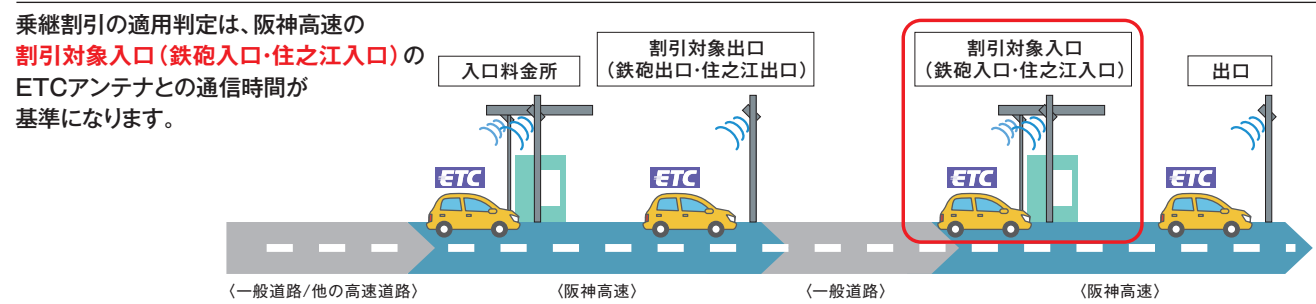 乗継割引の適用判定は、阪神高速の
割引対象入口（鉄砲入口・住之江入口）の
ETCアンテナとの通信時間が
基準になります。
入口料金所
割引対象出口
（鉄砲出口・住之江出口）
割引対象入口
（鉄砲入口・住之江入口）
出口
ETC
ETC
ETC
ETC
〈一般道路/他の高速道路〉
〈阪神高速〉
〈一般道路〉
〈阪神高速〉